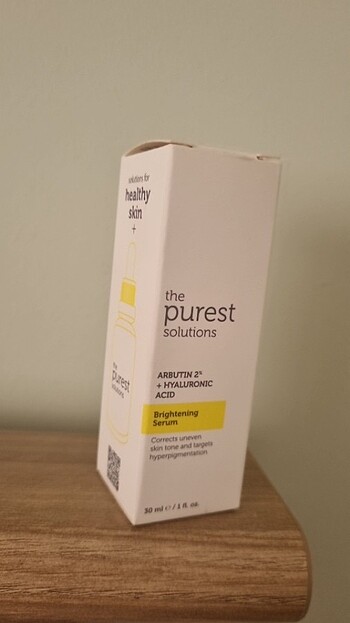 solutions for
healthy
skin
+
the
purest
solutions
the
purest
solutions
ARBUTIN 2%
+ HYALURONIC
ACID
Brightening
Serum
Corrects uneven
skin tone and targets
hyperpigmentation.
30 ml ℮ / 1 fl. oz.